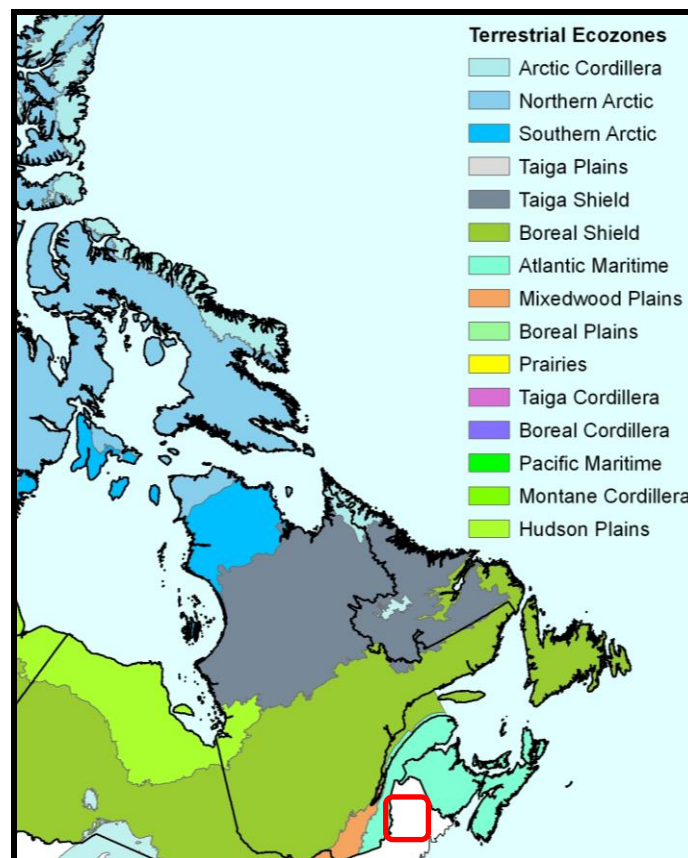 Terrestrial Ecozones
Arctic Cordillera
Northern Arctic
Southern Arctic
Taiga Plains
Taiga Shield
Boreal Shield
Atlantic Maritime
Mixedwood Plains
Boreal Plains
Prairies
Taiga Cordillera
Boreal Cordillera
Pacific Maritime
Montane Cordillera
Hudson Plains